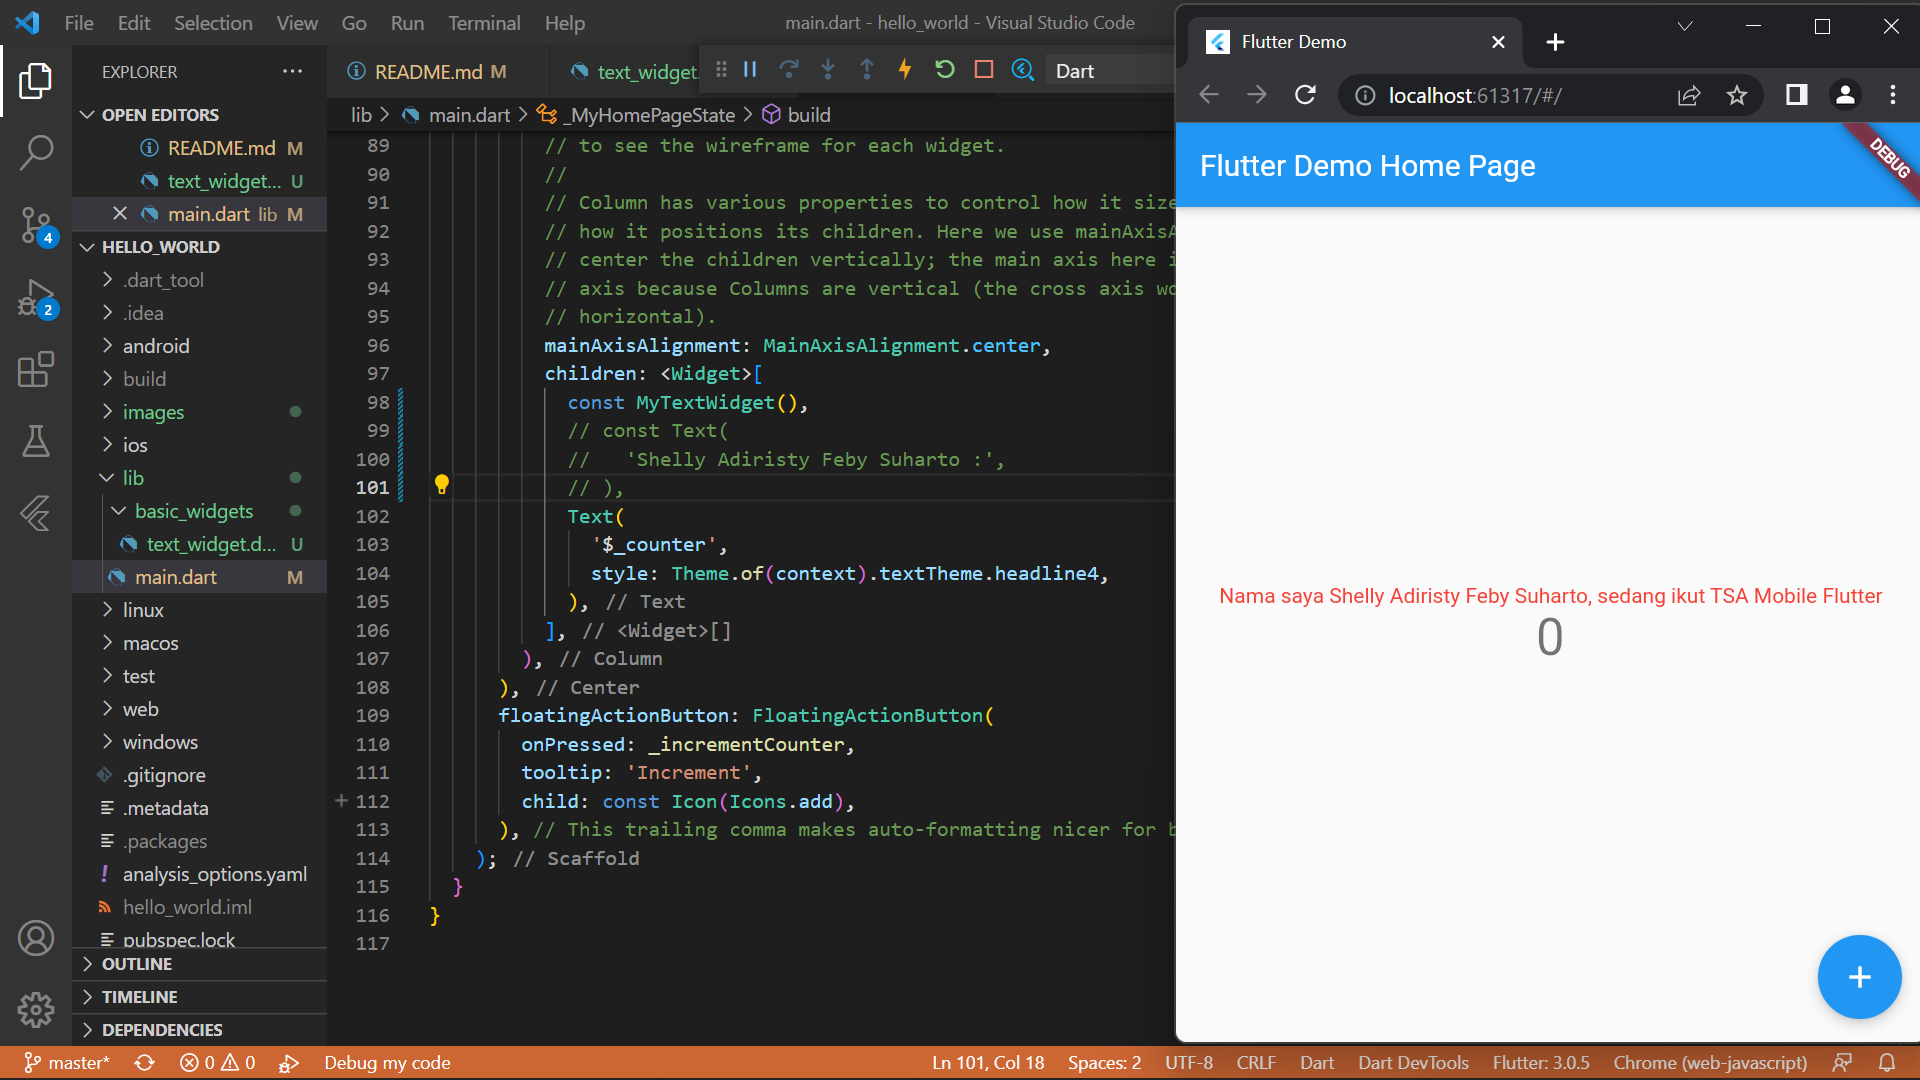 File Edit Selection View Go Run Terminal Help
main.dart - hello_world - Visual Studio Code
EXPLORER
OPEN EDITORS
README.md M
text_widget... U
main.dart lib M
HELLO_WORLD
.dart_tool
.idea
android
build
images
ios
lib
basic_widgets
text_widget.d... U
main.dart M
linux
macos
test
web
windows
.gitignore
.metadata
.packages
analysis_options.yaml
hello_world.iml
pubspec.lock
OUTLINE
TIMELINE
DEPENDENCIES
4
2
README.md M
text_widget.
Dart
lib > main.dart > _MyHomePageState > build
89 // to see the wireframe for each widget.
90 //
91 // Column has various properties to control how it size
92 // how it positions its children. Here we use mainAxisA
93 // center the children vertically; the main axis here i
94 // axis because Columns are vertical (the cross axis wo
95 // horizontal).
96 mainAxisAlignment: MainAxisAlignment.center,
97 children: <Widget>[
98 const MyTextWidget(),
99 // const Text(
100 //   'Shelly Adiristy Feby Suharto :',
101 // ),
102 Text(
103 '$_counter',
104 style: Theme.of(context).textTheme.headline4,
105 ), // Text
106 ], // <Widget>[]
107 ), // Column
108 ), // Center
109 floatingActionButton: FloatingActionButton(
110 onPressed: _incrementCounter,
111 tooltip: 'Increment',
112 child: const Icon(Icons.add),
113 ), // This trailing comma makes auto-formatting nicer for b
114 ); // Scaffold
115 }
116 }
117
Flutter Demo
localhost:61317/#/
Flutter Demo Home Page
DEBUG
Nama saya Shelly Adiristy Feby Suharto, sedang ikut TSA Mobile Flutter
0
master* 0 0 Debug my code
Ln 101, Col 18 Spaces: 2 UTF-8 CRLF Dart Dart DevTools Flutter: 3.0.5 Chrome (web-javascript)